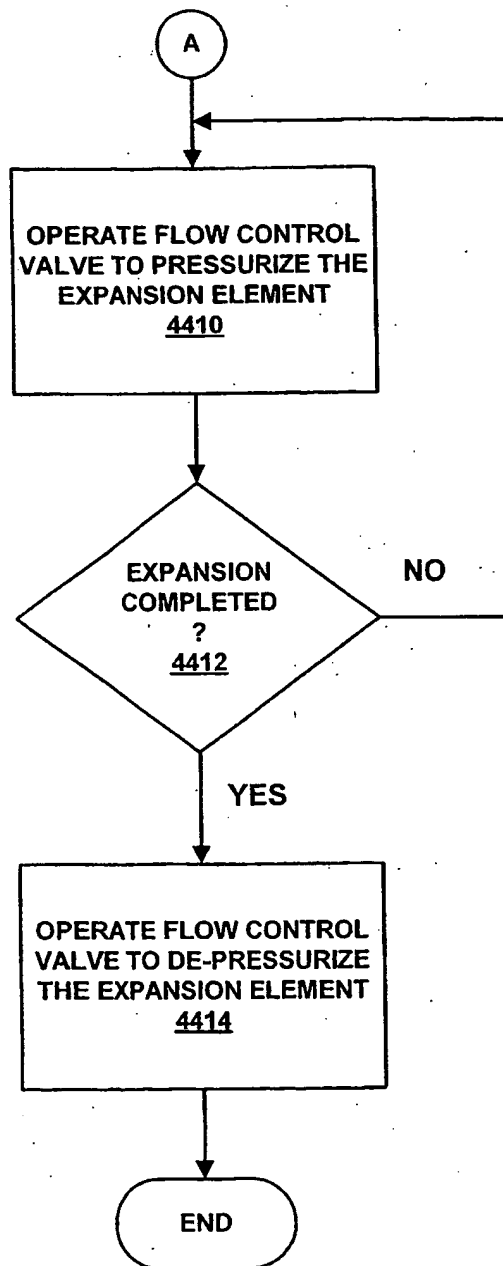 A
OPERATE FLOW CONTROL
VALVE TO PRESSURIZE THE
EXPANSION ELEMENT
4410
EXPANSION
COMPLETED
?
4412
NO
YES
OPERATE FLOW CONTROL
VALVE TO DE-PRESSURIZE
THE EXPANSION ELEMENT
4414
END